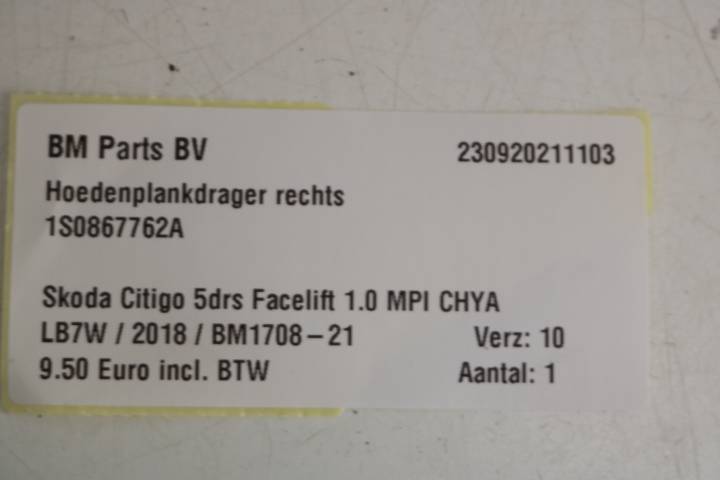 BM Parts BV 230920211103
Hoedenplankdrager rechts
1S0867762A
Skoda Citigo 5drs Facelift 1.0 MPI CHYA
LB7W / 2018 / BM1708-21 Verz: 10
9.50 Euro incl. BTW Aantal: 1